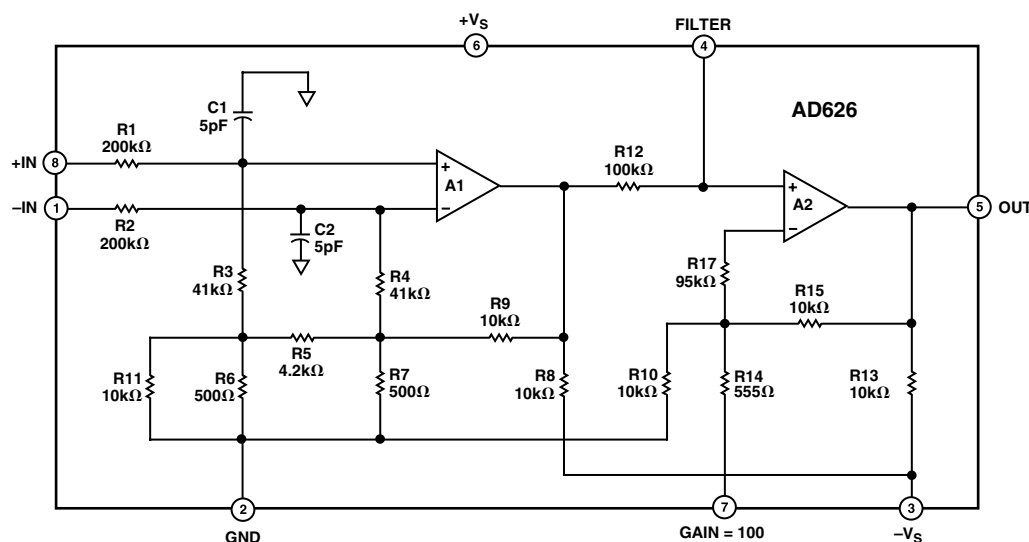 +VS
6
FILTER
4
AD626
C1
5pF
R1
200kΩ
+IN
8
–IN
1
R2
200kΩ
C2
5pF
+
A1
–
R12
100kΩ
+
A2
–
5
OUT
R3
41kΩ
R4
41kΩ
R9
10kΩ
R17
95kΩ
R15
10kΩ
R5
4.2kΩ
R11
10kΩ
R6
500Ω
R7
500Ω
R8
10kΩ
R10
10kΩ
R14
555Ω
R13
10kΩ
2
GND
7
GAIN = 100
3
–VS